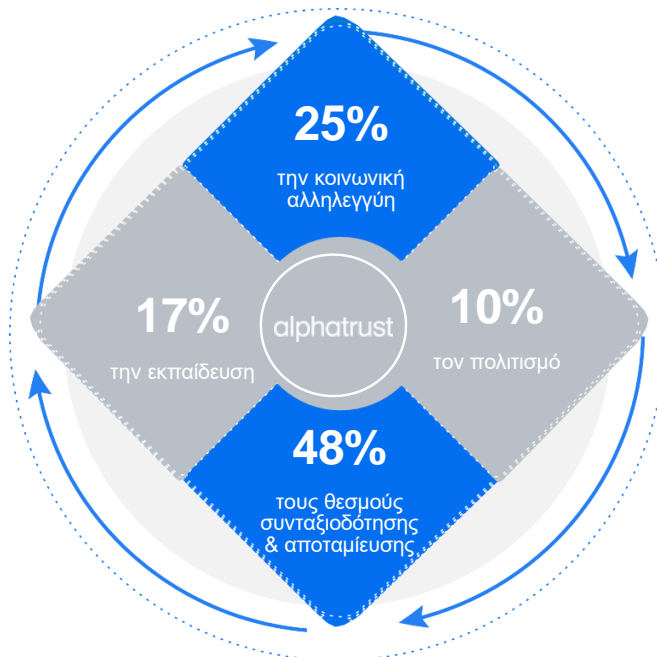 25%
την κοινωνική
αλληλεγγύη
17%
την εκπαίδευση
alphatrust
10%
τον πολιτισμό
48%
τους θεσμούς
συνταξιοδότησης
& αποταμίευσης